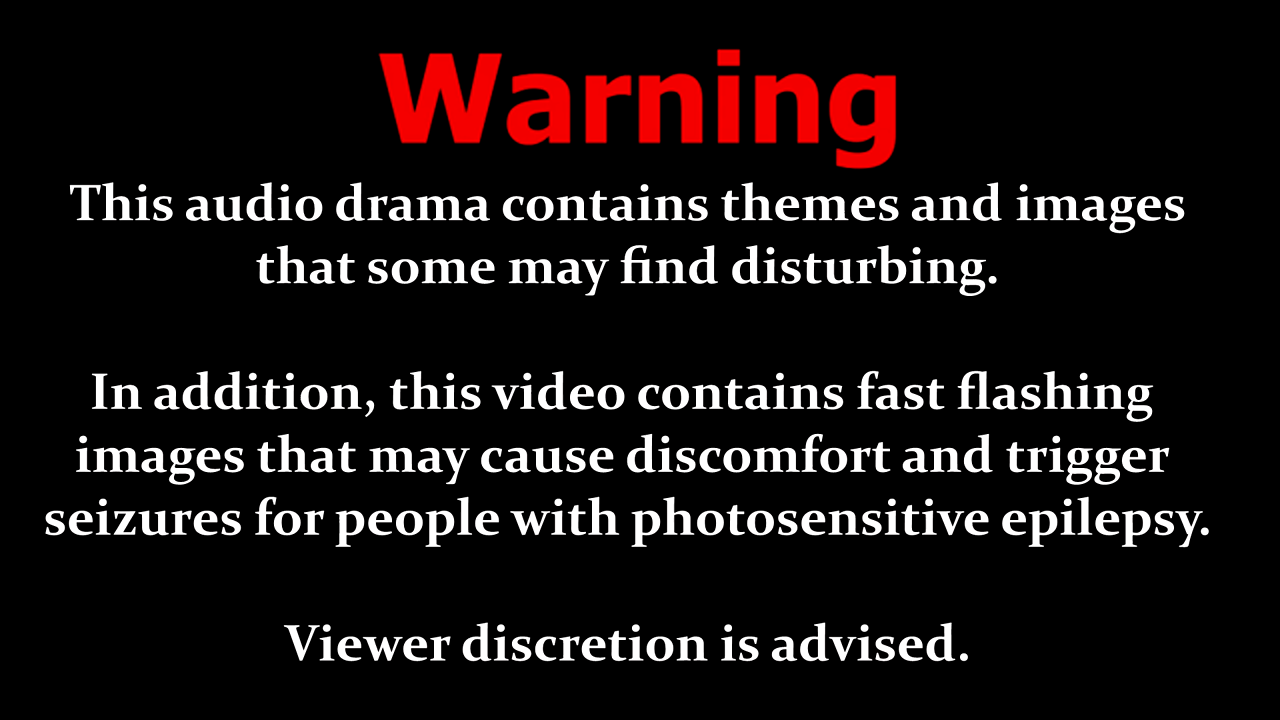 Warning
This audio drama contains themes and images
that some may find disturbing.
In addition, this video contains fast flashing
images that may cause discomfort and trigger
seizures for people with photosensitive epilepsy.
Viewer discretion is advised.